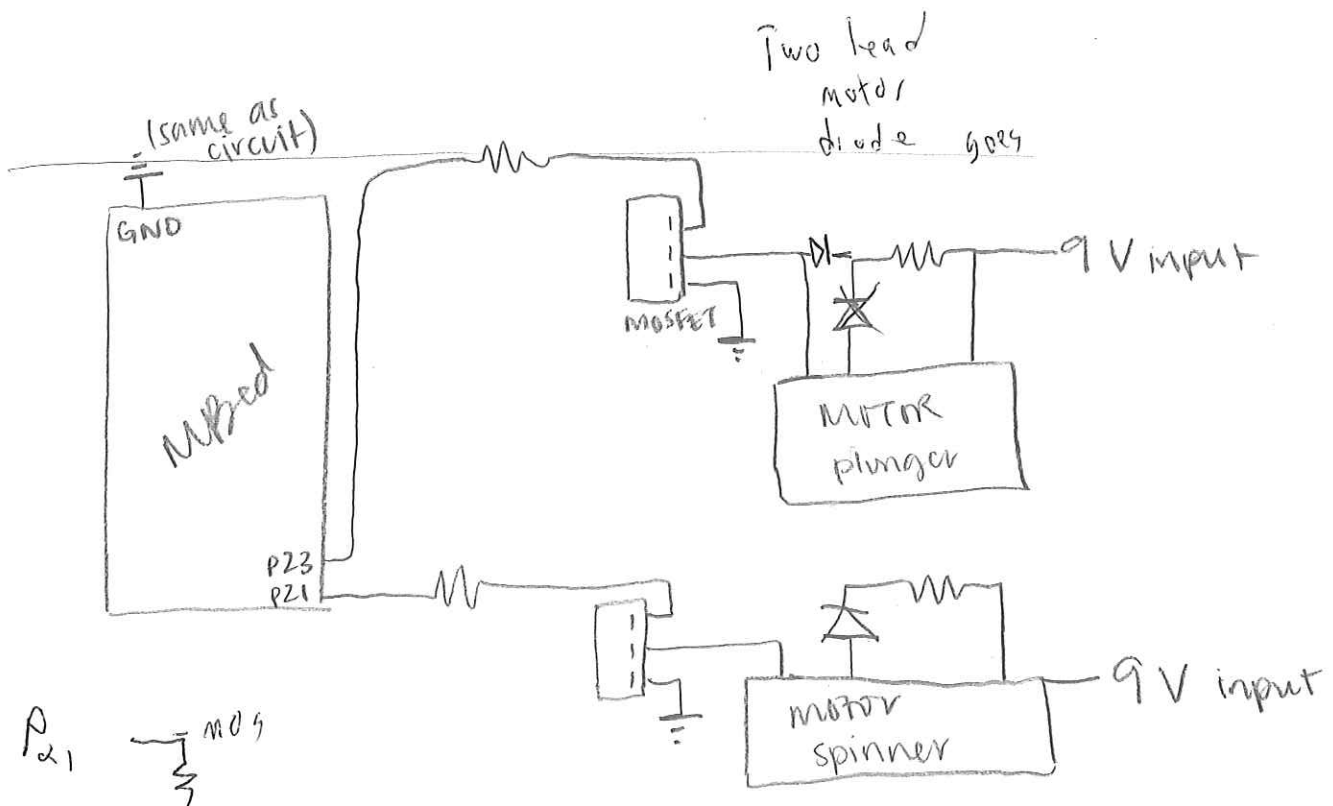 Two lead
motor
diode goes
(same as
circuit)
GND
MBed
P23
P21
MOSFET
9 V input
MOTOR
plunger
motor
spinner
9 V input
P21
MOS